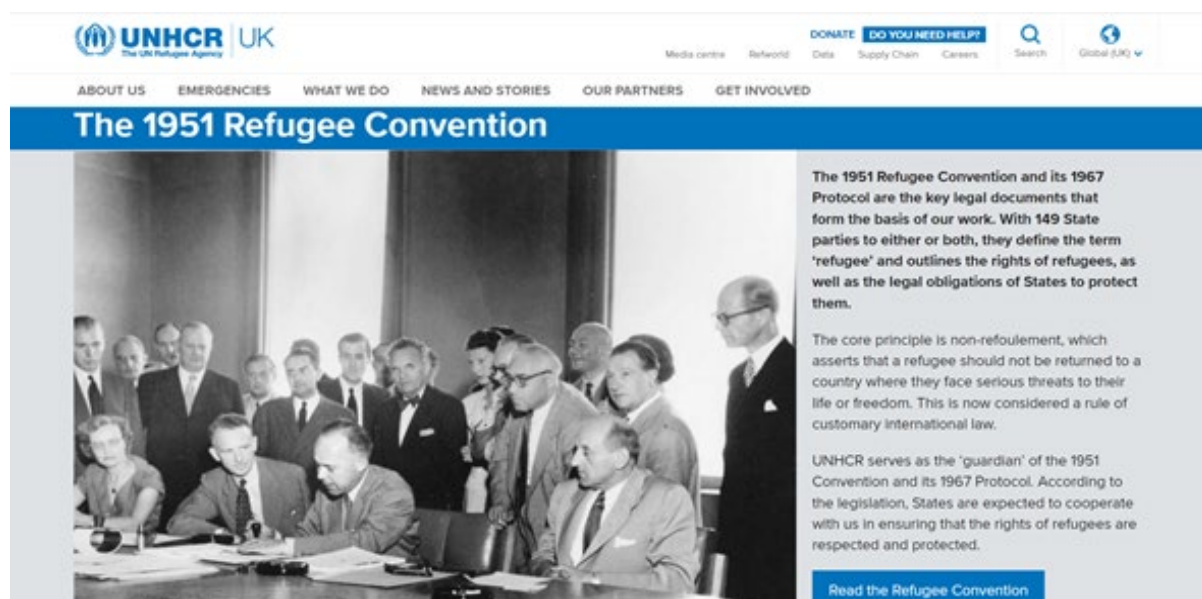 UNHCR UK
The UN Refugee Agency
DONATE DO YOU NEED HELP?
Media centre Refworld Data Supply Chain Careers Search Global (UK)
ABOUT US EMERGENCIES WHAT WE DO NEWS AND STORIES OUR PARTNERS GET INVOLVED
The 1951 Refugee Convention
The 1951 Refugee Convention and its 1967
Protocol are the key legal documents that
form the basis of our work. With 149 State
parties to either or both, they define the term
‘refugee’ and outlines the rights of refugees, as
well as the legal obligations of States to protect
them.
The core principle is non-refoulement, which
asserts that a refugee should not be returned to a
country where they face serious threats to their
life or freedom. This is now considered a rule of
customary international law.
UNHCR serves as the ‘guardian’ of the 1951
Convention and its 1967 Protocol. According to
the legislation, States are expected to cooperate
with us in ensuring that the rights of refugees are
respected and protected.
Read the Refugee Convention